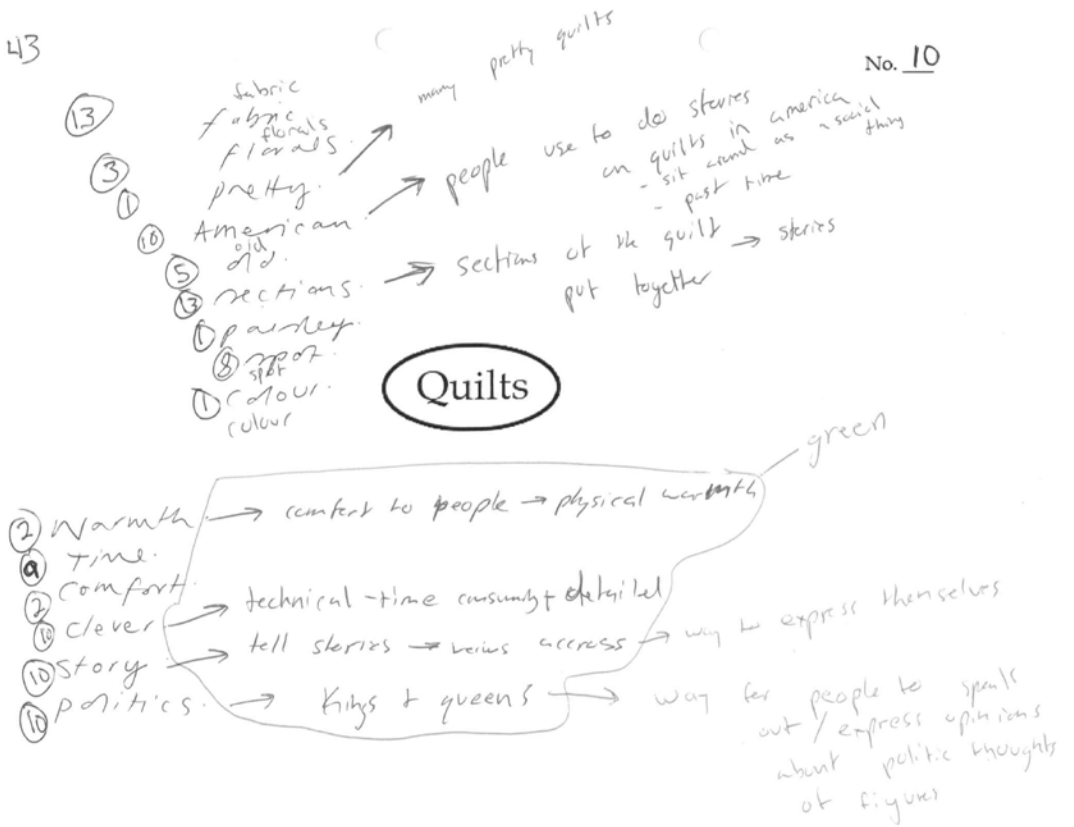 43
No. 10
many pretty quilts
fabric
13 fabric
florals
florals.
3 pretty.
1
people use to do stories
on quilts in america
- sit around as a social thing
- past time
10 American
old
5 old.
13 sections.
sections of the quilt → stories
put together
1 paisley.
8 spot.
spot
1 colour.
colour
Quilts
green
2 Warmth → comfort to people → physical warmth
9 Time.
2 Comfort.
10 Clever → technical - time consuming + detailed
10 Story → tell stories → across → way to express themselves
10 Politics. → Kings + queens → way for people to speak
out / express opinions
about politic thoughts
of figures